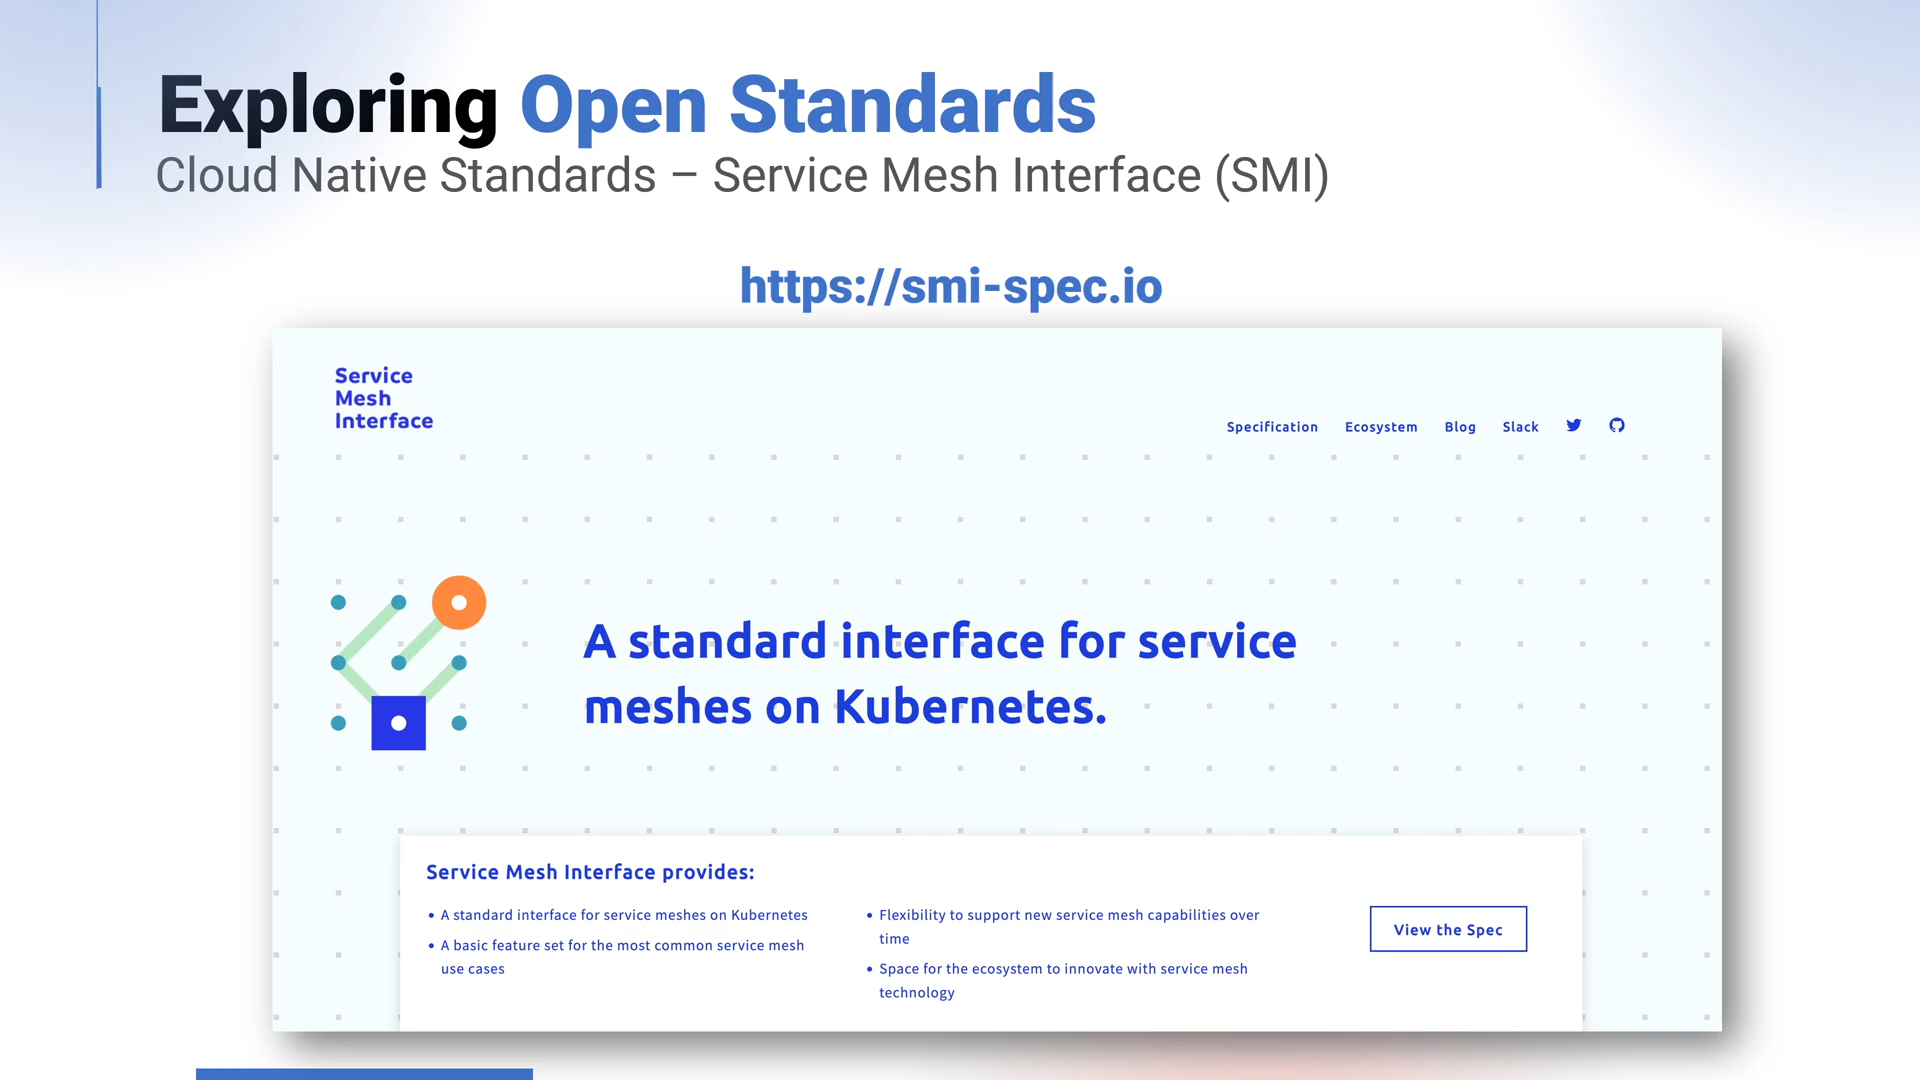 Exploring Open Standards
Cloud Native Standards – Service Mesh Interface (SMI)
https://smi-spec.io
Service
Mesh
Interface
Specification Ecosystem Blog Slack
A standard interface for service
meshes on Kubernetes.
Service Mesh Interface provides:
• A standard interface for service meshes on Kubernetes
• A basic feature set for the most common service mesh
use cases
• Flexibility to support new service mesh capabilities over
time
• Space for the ecosystem to innovate with service mesh
technology
View the Spec